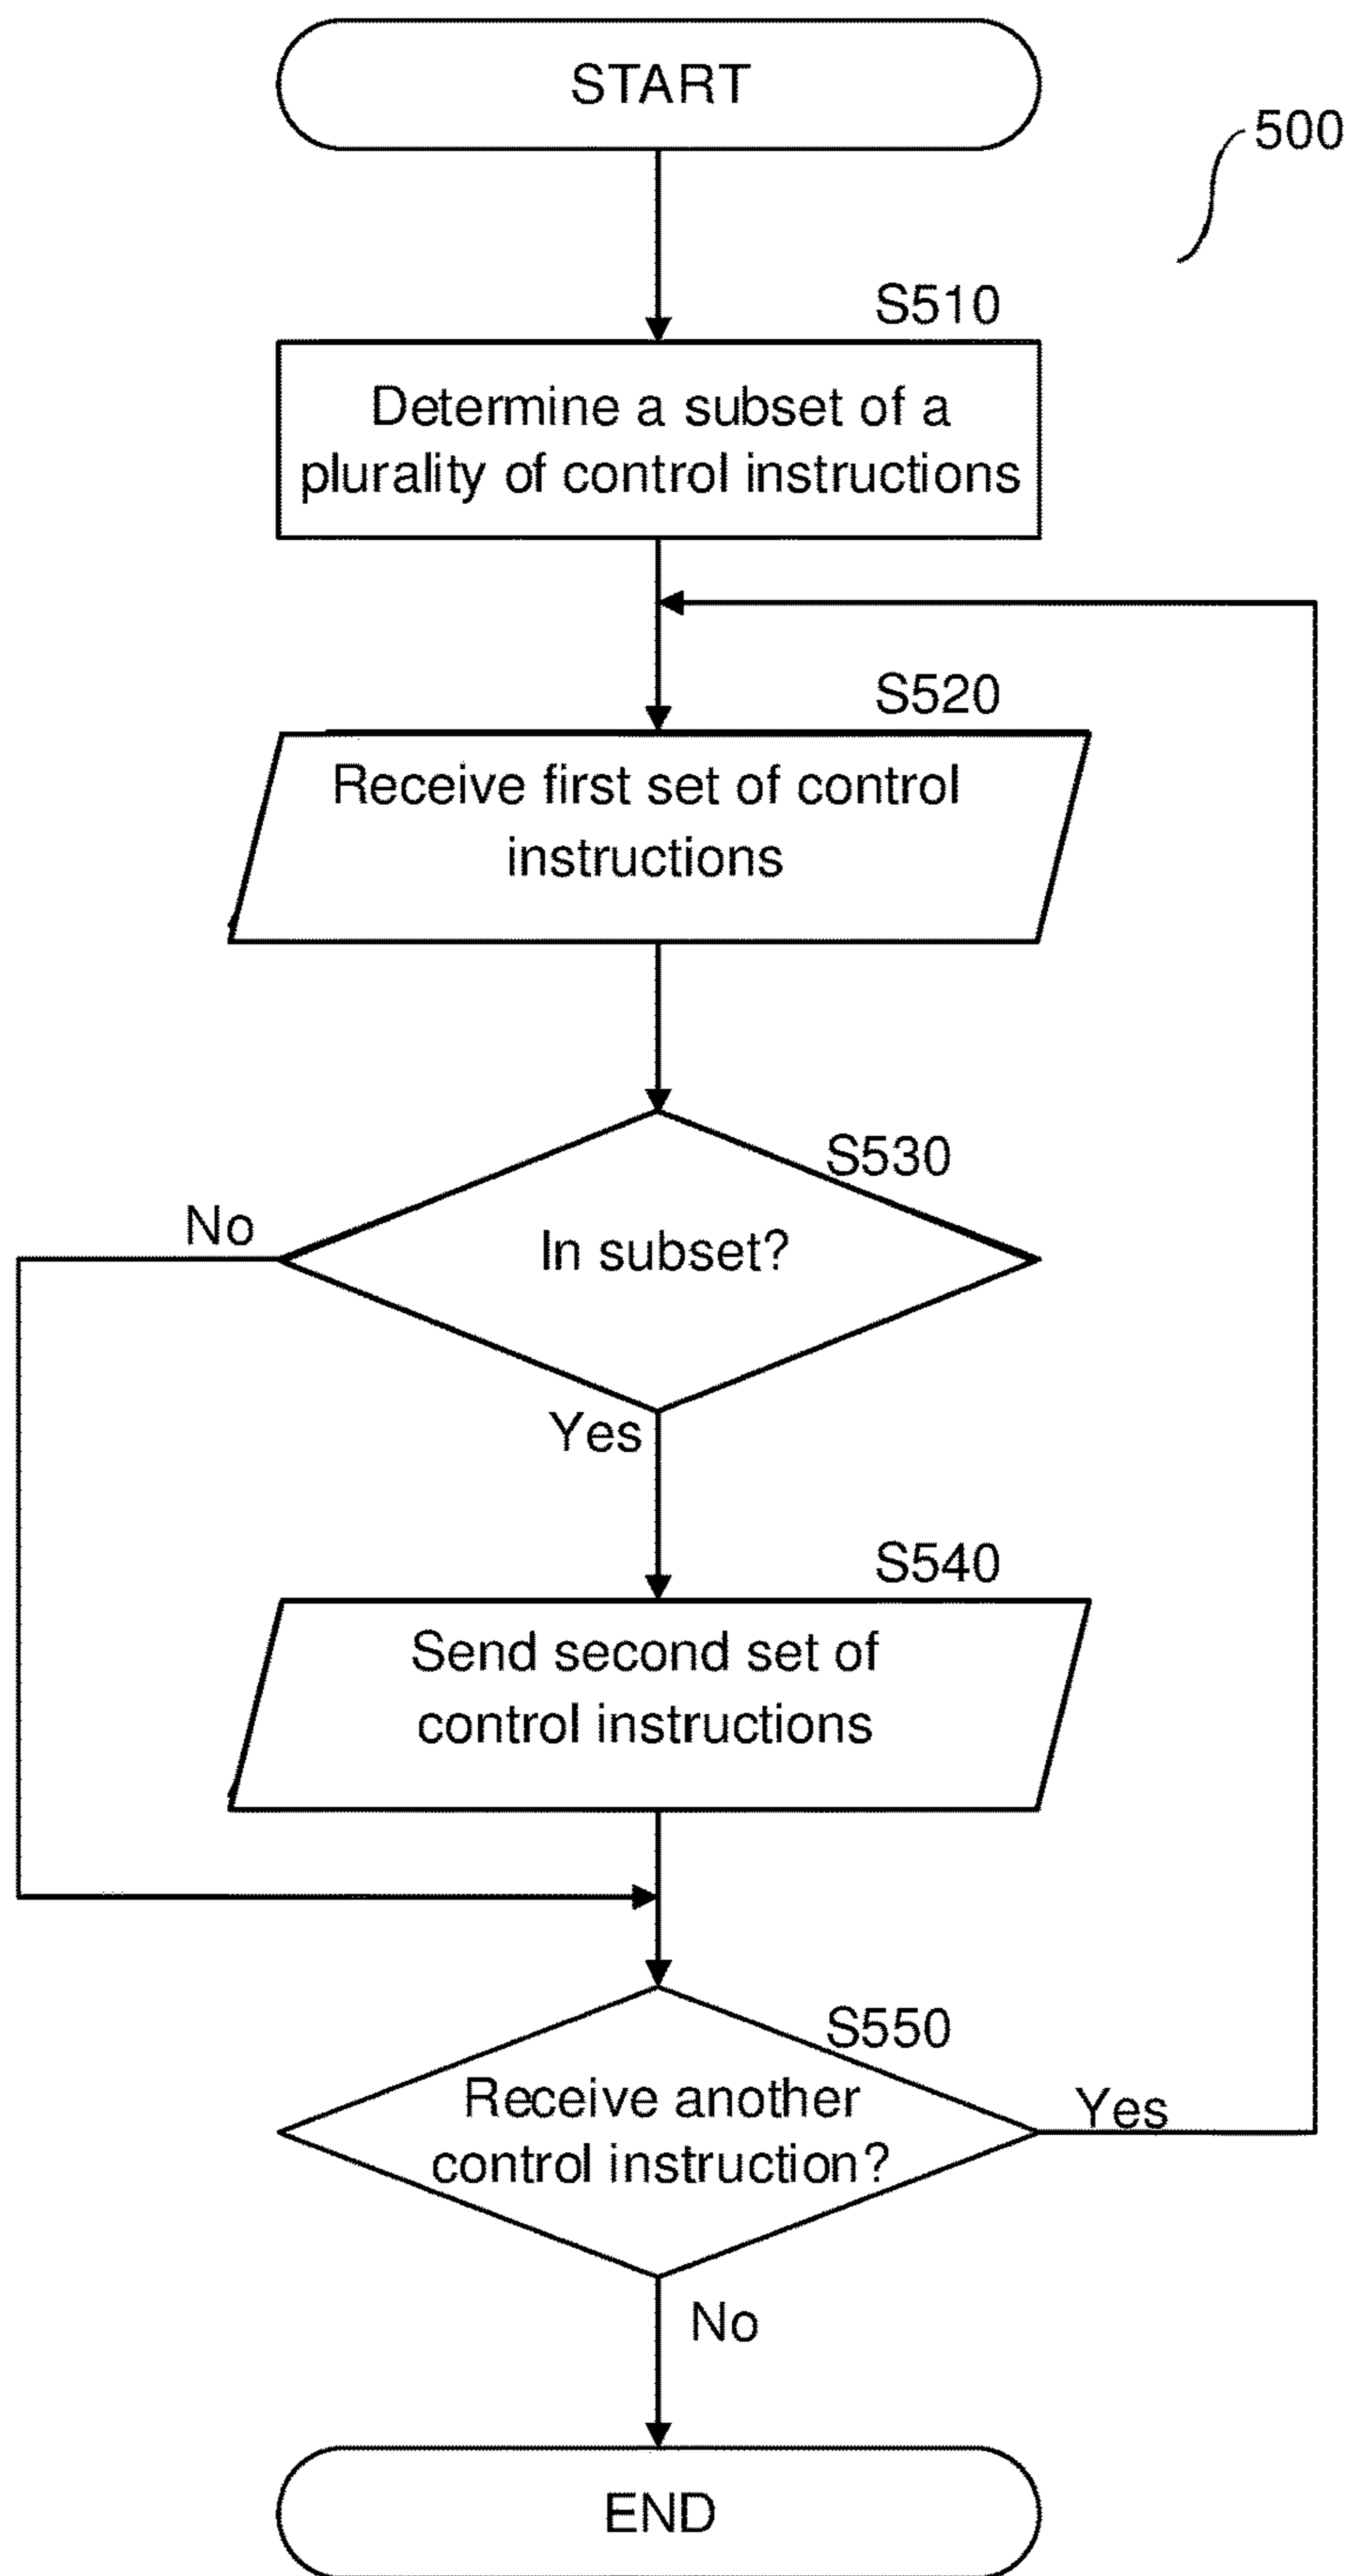 START
500
S510
Determine a subset of a
plurality of control instructions
S520
Receive first set of control
instructions
S530
No
In subset?
Yes
S540
Send second set of
control instructions
S550
Receive another
control instruction?
Yes
No
END